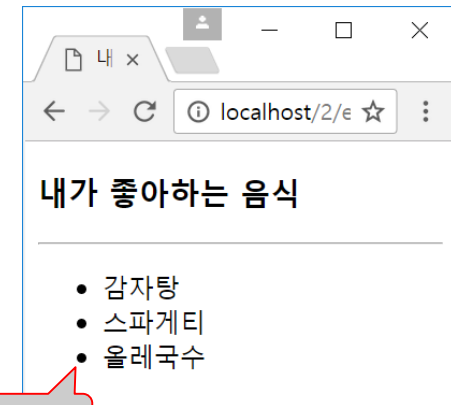 내
localhost/2/e
내가 좋아하는 음식
감자탕
스파게티
올레국수